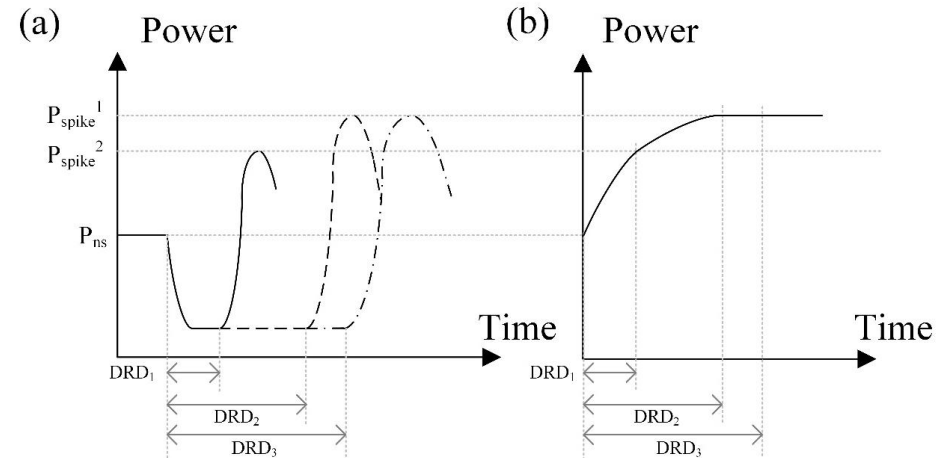 (a)
Power
P_spike^1
P_spike^2
P_ns
Time
DRD_1
DRD_2
DRD_3
(b)
Power
Time
DRD_1
DRD_2
DRD_3